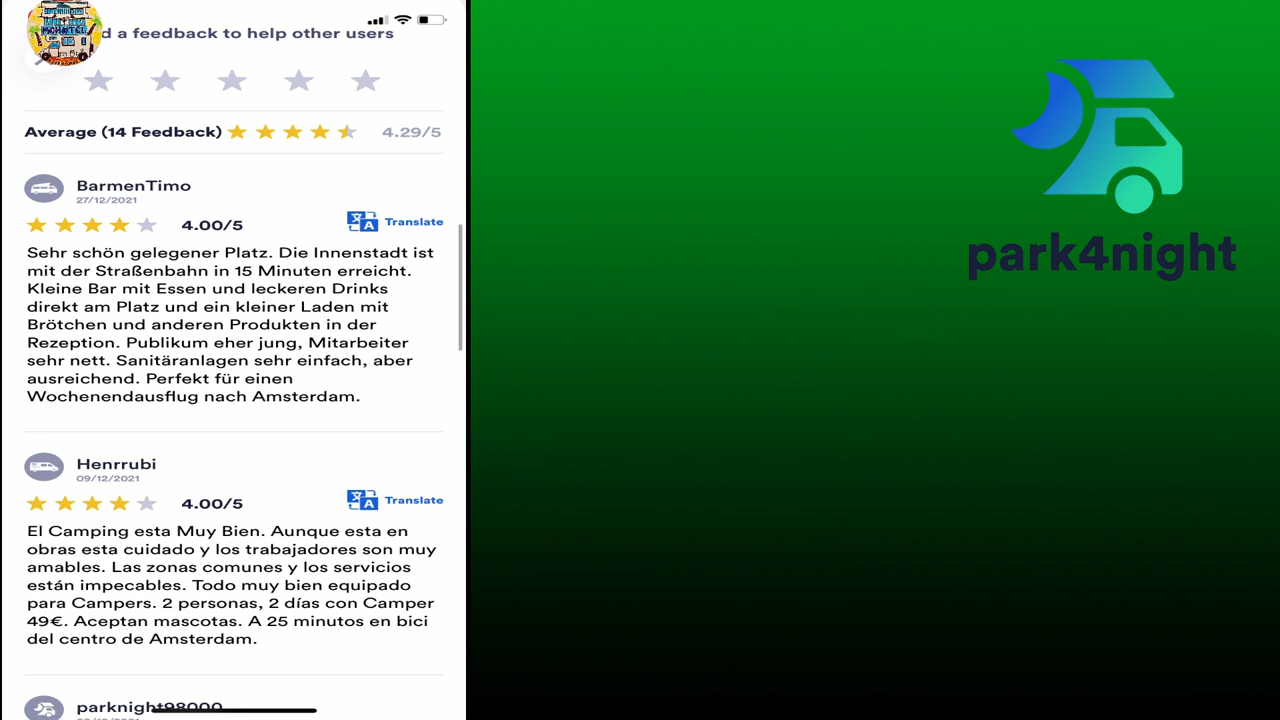 d a feedback to help other users
Average (14 Feedback) 4.29/5
BarmenTimo
27/12/2021
4.00/5 Translate
Sehr schön gelegener Platz. Die Innenstadt ist
mit der Straßenbahn in 15 Minuten erreicht.
Kleine Bar mit Essen und leckeren Drinks
direkt am Platz und ein kleiner Laden mit
Brötchen und anderen Produkten in der
Rezeption. Publikum eher jung, Mitarbeiter
sehr nett. Sanitäranlagen sehr einfach, aber
ausreichend. Perfekt für einen
Wochenendausflug nach Amsterdam.
Henrrubi
09/12/2021
4.00/5 Translate
El Camping esta Muy Bien. Aunque esta en
obras esta cuidado y los trabajadores son muy
amables. Las zonas comunes y los servicios
están impecables. Todo muy bien equipado
para Campers. 2 personas, 2 días con Camper
49€. Aceptan mascotas. A 25 minutos en bici
del centro de Amsterdam.
parknight98000
park4night